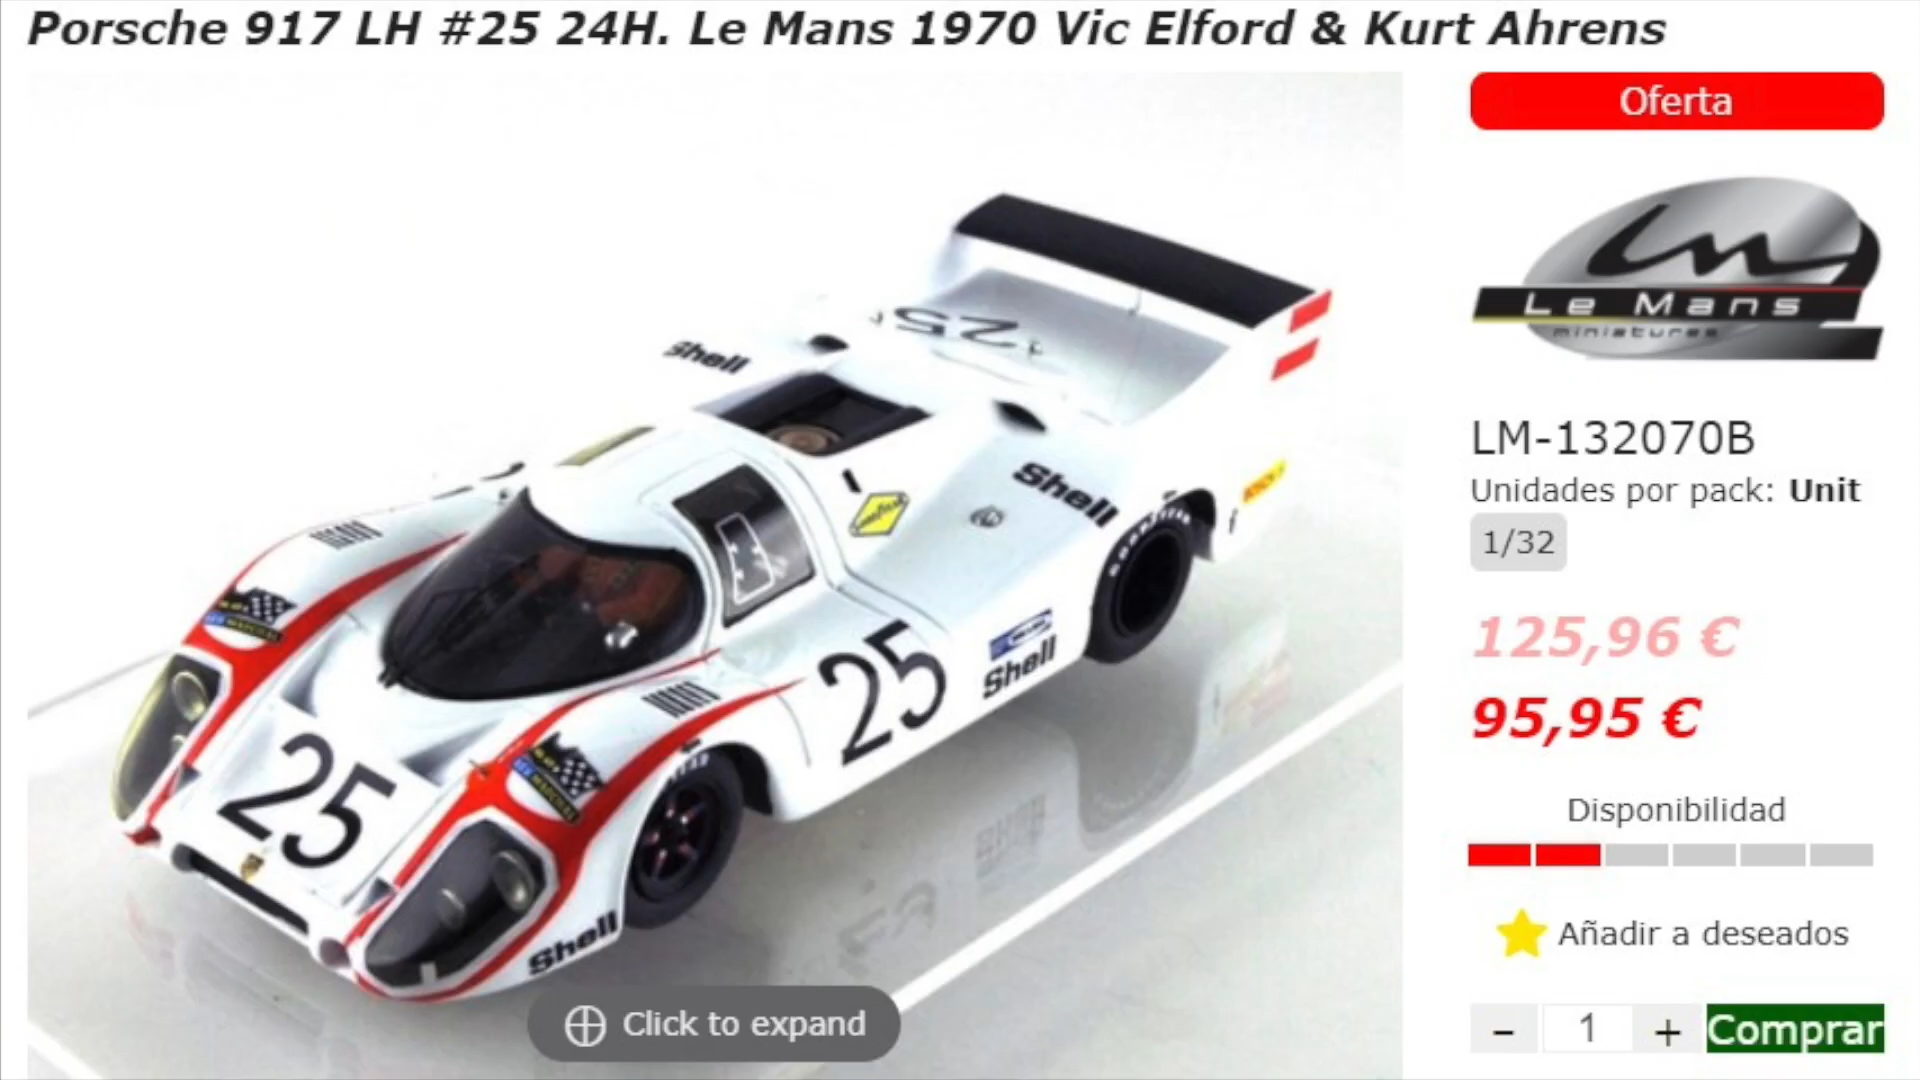 Porsche 917 LH #25 24H. Le Mans 1970 Vic Elford & Kurt Ahrens
Oferta
Le Mans
miniatures
LM-132070B
Unidades por pack: Unit
1/32
125,96 €
95,95 €
Disponibilidad
Añadir a deseados
- 1 + Comprar
Shell
25
Shell
GOODYEAR
25
Shell
25
Shell
Click to expand